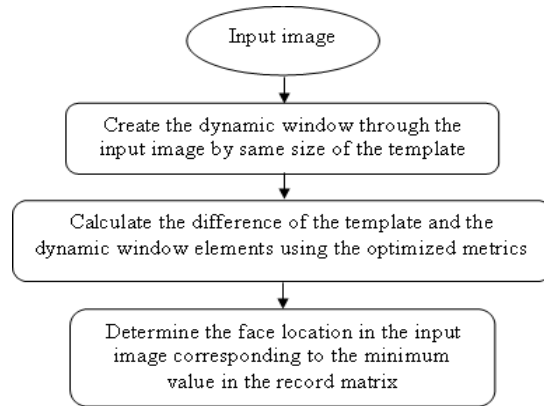 Input image
Create the dynamic window through the
input image by same size of the template
Calculate the difference of the template and the
dynamic window elements using the optimized metrics
Determine the face location in the input
image corresponding to the minimum
value in the record matrix